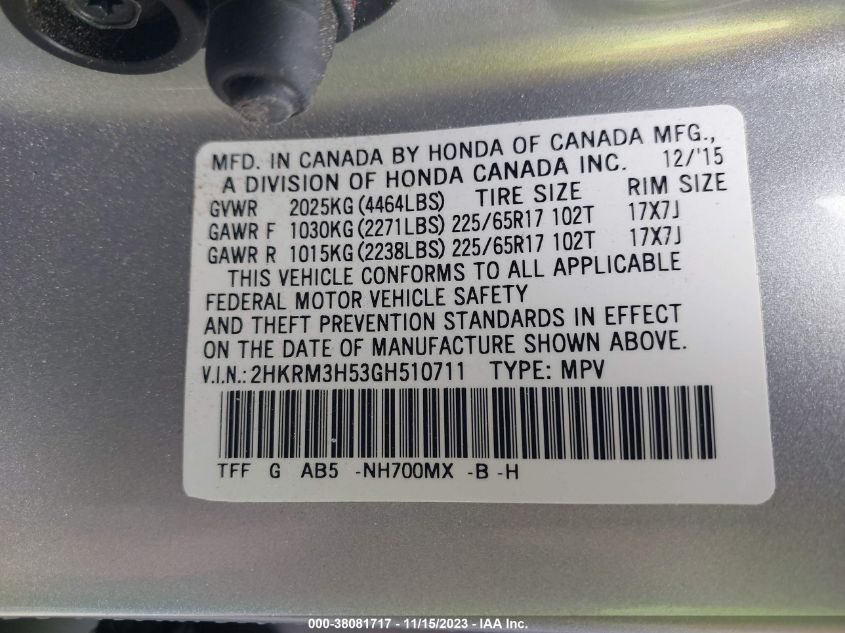 MFD. IN CANADA BY HONDA OF CANADA MFG.,
A DIVISION OF HONDA CANADA INC. 12/'15
GVWR 2025KG (4464LBS) TIRE SIZE RIM SIZE
GAWR F 1030KG (2271LBS) 225/65R17 102T 17X7J
GAWR R 1015KG (2238LBS) 225/65R17 102T 17X7J
THIS VEHICLE CONFORMS TO ALL APPLICABLE
FEDERAL MOTOR VEHICLE SAFETY
AND THEFT PREVENTION STANDARDS IN EFFECT
ON THE DATE OF MANUFACTURE SHOWN ABOVE.
V.I.N.: 2HKRM3H53GH510711 TYPE: MPV
TFF G AB5 -NH700MX -B -H
000-38081717 - 11/15/2023 - IAA Inc.